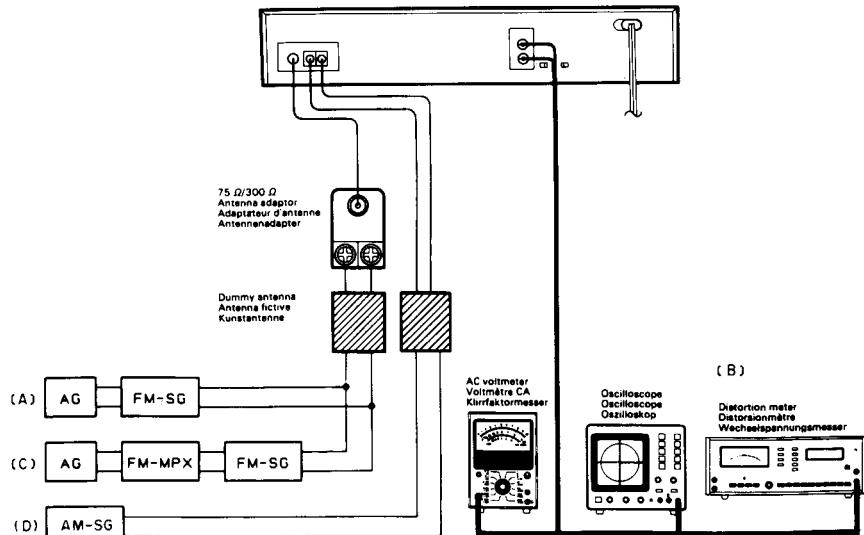 75 Ω/300 Ω
Antenna adaptor
Adaptateur d'antenne
Antennenadapter
Dummy antenna
Antenna fictive
Kunstantenne
(A) AG FM-SG
(C) AG FM-MPX FM-SG
(D) AM-SG
AC voltmeter
Voltmètre CA
Klirrfaktormesser
Oscilloscope
Oscilloscope
Oszilloskop
(B)
Distortion meter
Distorsionmètre
Wechselspannungsmesser